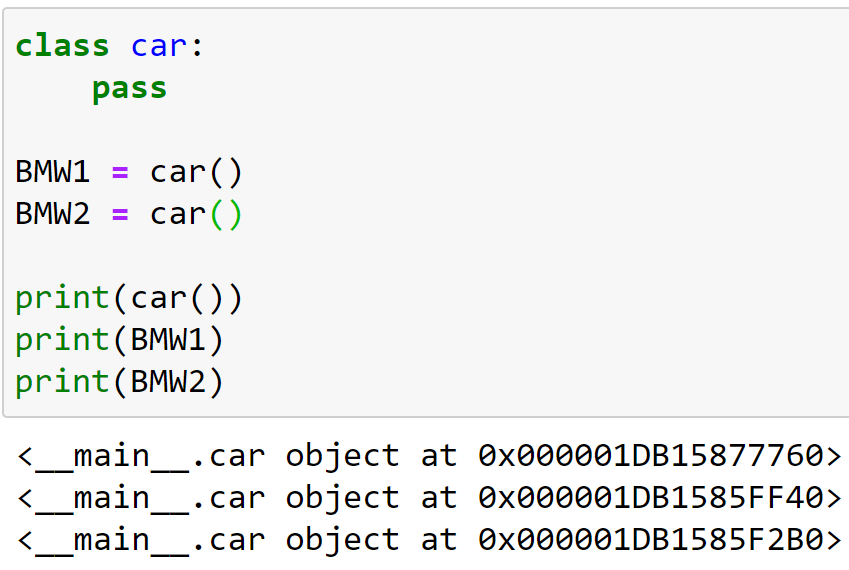 class car:
    pass
BMW1 = car()
BMW2 = car()
print(car())
print(BMW1)
print(BMW2)
<__main__.car object at 0x000001DB15877760>
<__main__.car object at 0x000001DB1585FF40>
<__main__.car object at 0x000001DB1585F2B0>